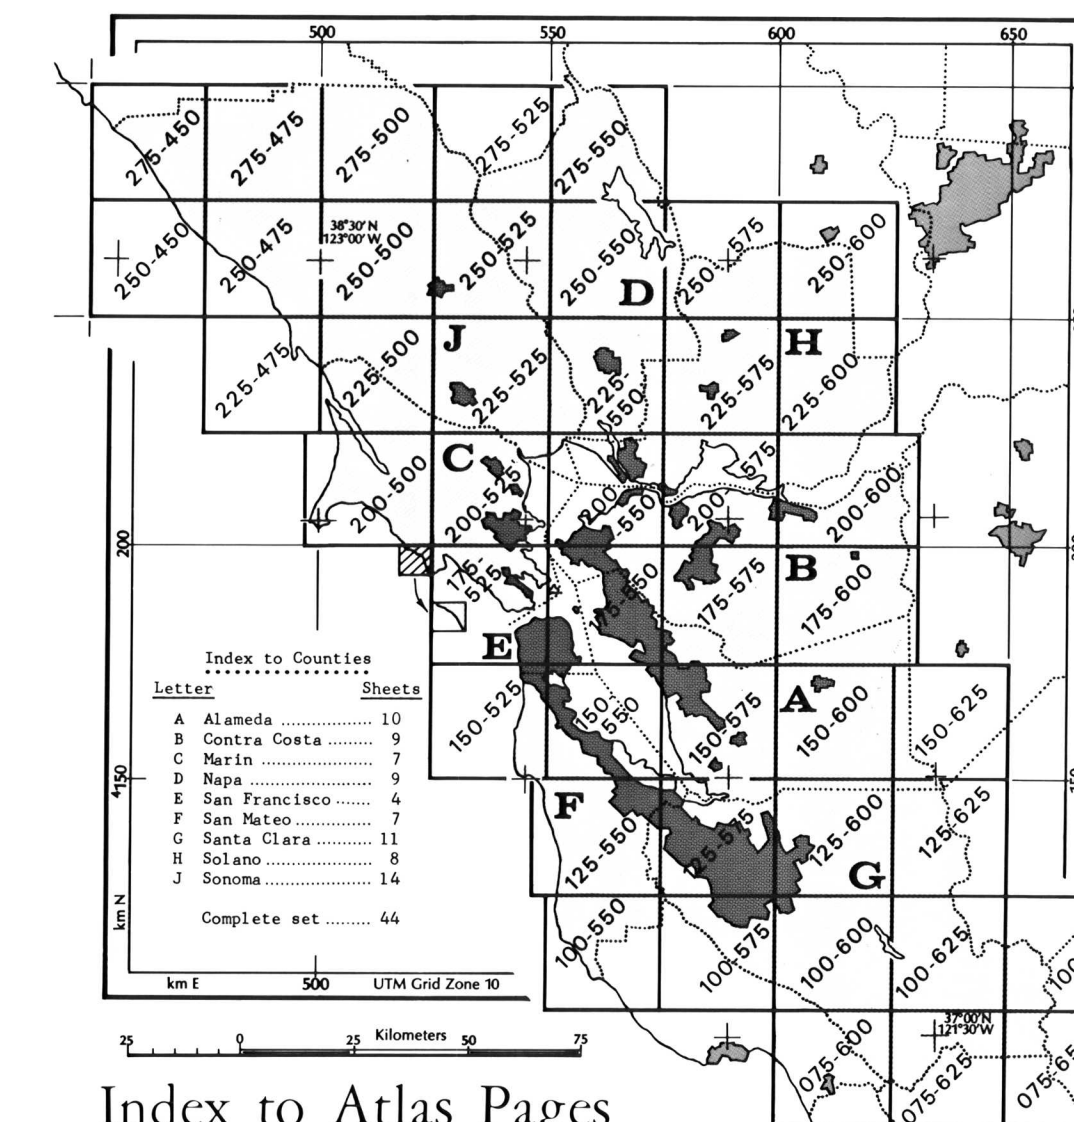 500 550 600 650
275-450 275-475 275-500 275-525 275-550
38°30'N
123°00'W
250-450 250-475 250-500 250-525 250-550 250-575 250-600
D
J H
225-475 225-500 225-525 225-550 225-575 225-600
C
200-500 200-525 200-550 200-575 200-600
200
B
175-525 175-550 175-575 175-600
E
Index to Counties
Letter Sheets
A Alameda ................ 10
B Contra Costa ........ 9
C Marin .................. 7
D Napa .................. 9
E San Francisco ...... 4
F San Mateo ............ 7
G Santa Clara .......... 11
H Solano ................ 8
J Sonoma ................ 14
Complete set ........ 44
A
150-525 150-550 150-575 150-600 150-625
4150
F
125-550 125-575 125-600 125-625
G
km N
100-550 100-575 100-600 100-625
km E 500 UTM Grid Zone 10
37°00'N
121°30'W
Kilometers
25 0 25 50 75
075-600 075-625
Index to Atlas Pages